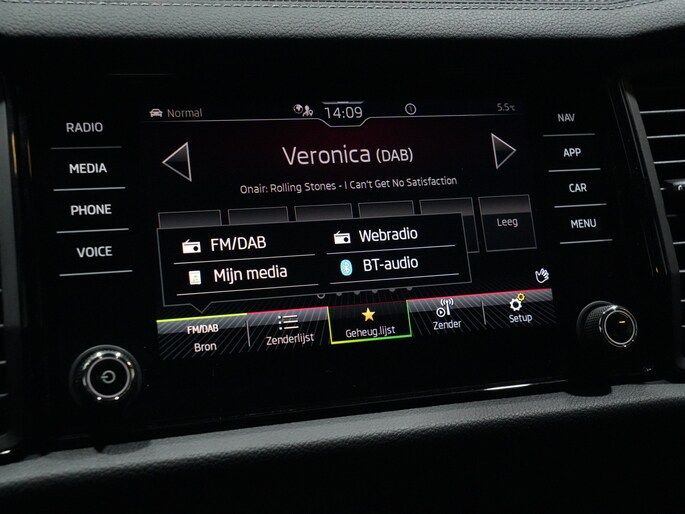 RADIO
MEDIA
PHONE
VOICE
Normal
14:09
1
5.5°C
Veronica (DAB)
Onair: Rolling Stones - I Can't Get No Satisfaction
Leeg
FM/DAB
Webradio
Mijn media
BT-audio
FM/DAB
Bron
Zenderlijst
Geheug.lijst
Zender
Setup
NAV
APP
CAR
MENU